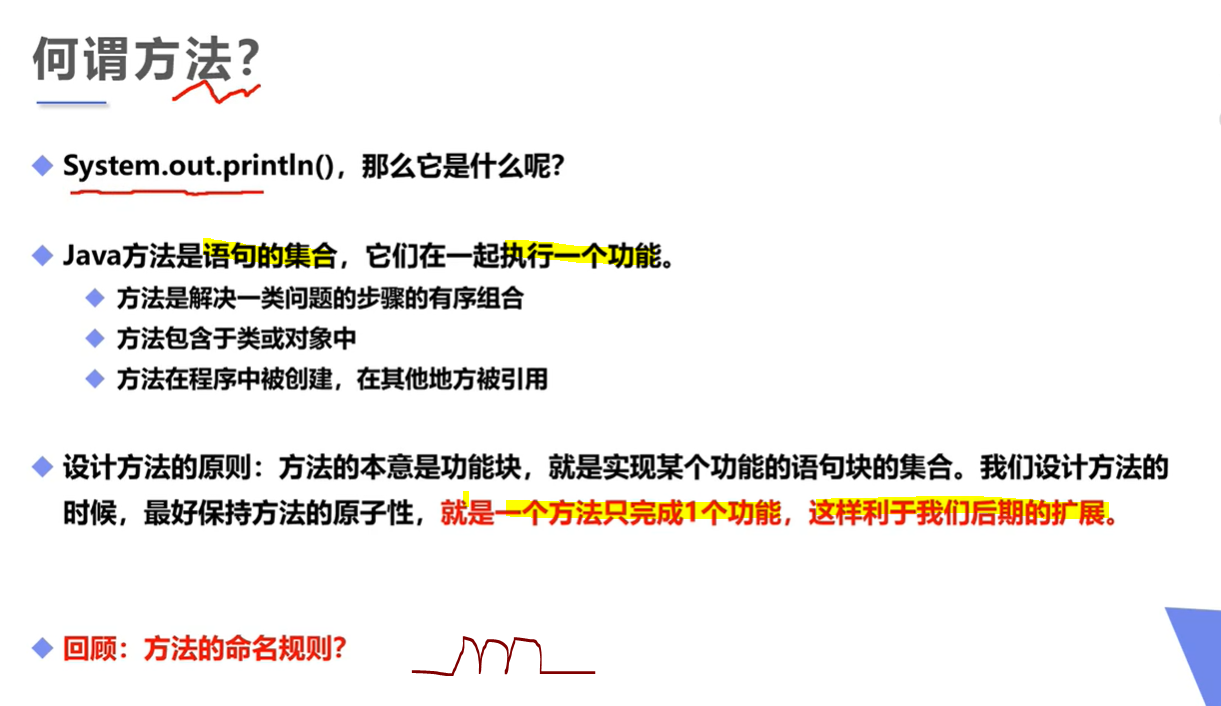 何谓方法？
System.out.println()，那么它是什么呢？
Java方法是语句的集合，它们在一起执行一个功能。
方法是解决一类问题的步骤的有序组合
方法包含于类或对象中
方法在程序中被创建，在其他地方被引用
设计方法的原则：方法的本意是功能块，就是实现某个功能的语句块的集合。我们设计方法的
时候，最好保持方法的原子性，就是一个方法只完成1个功能，这样利于我们后期的扩展。
回顾：方法的命名规则？